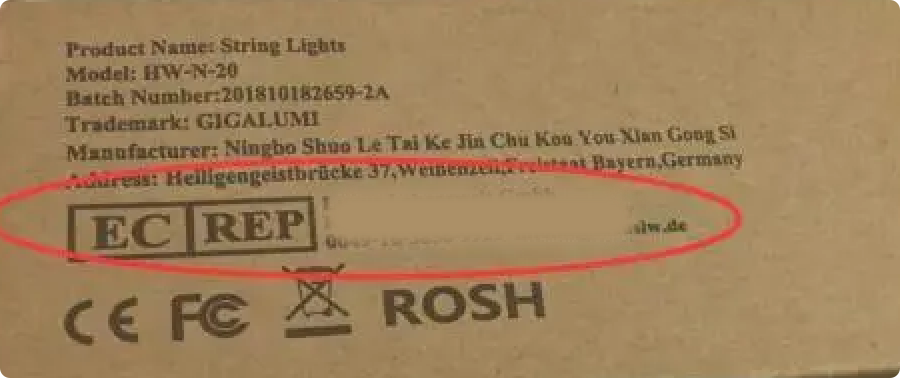 Product Name: String Lights
Model: HW-N-20
Batch Number:201810182659-2A
Trademark: GIGALUMI
Manufacturer: Ningbo Shuo Le Tai Ke Jin Chu Kou You Xian Gong Si
Address: Heiligengeistbrücke 37,Weihenzell,Freistaat Bayern,Germany
EC REP
CE FC ROSH